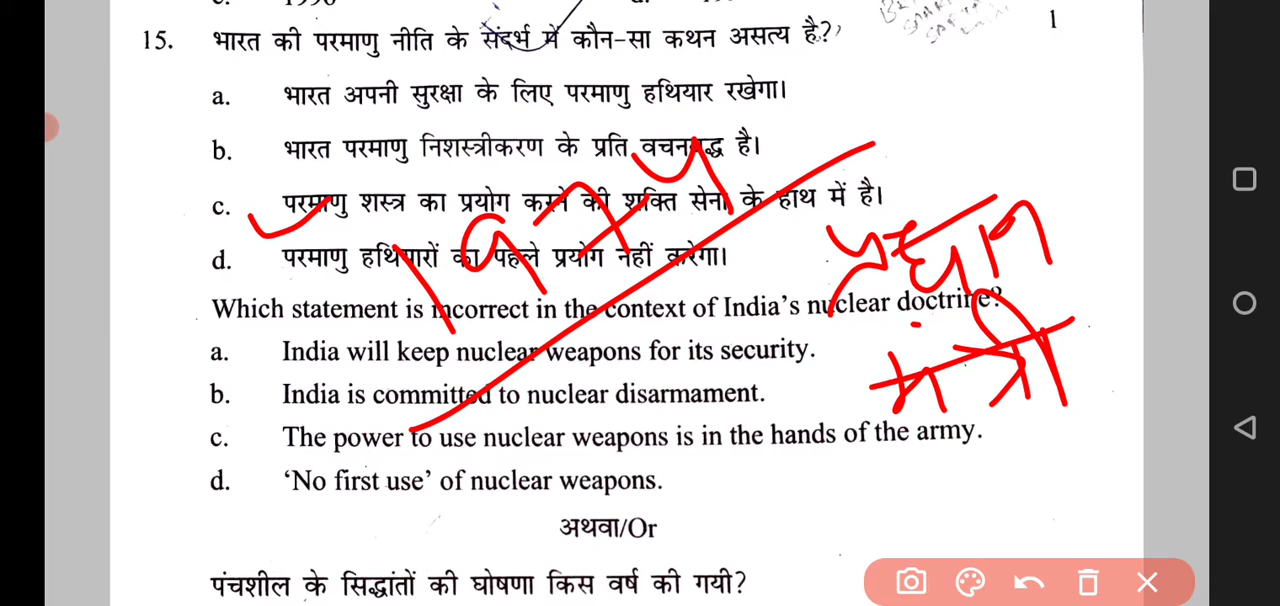 15. भारत की परमाणु नीति के संदर्भ में कौन-सा कथन असत्य है? 1
a. भारत अपनी सुरक्षा के लिए परमाणु हथियार रखेगा।
b. भारत परमाणु निशस्त्रीकरण के प्रति वचनबद्ध है।
c. परमाणु शस्त्र का प्रयोग करने की शक्ति सेना के हाथ में है।
d. परमाणु हथियारों का पहले प्रयोग नहीं करेगा।
प्रधान
मंत्री
Which statement is incorrect in the context of India's nuclear doctrine?
a. India will keep nuclear weapons for its security.
b. India is committed to nuclear disarmament.
c. The power to use nuclear weapons is in the hands of the army.
d. 'No first use' of nuclear weapons.
अथवा/Or
पंचशील के सिद्धांतों की घोषणा किस वर्ष की गयी?